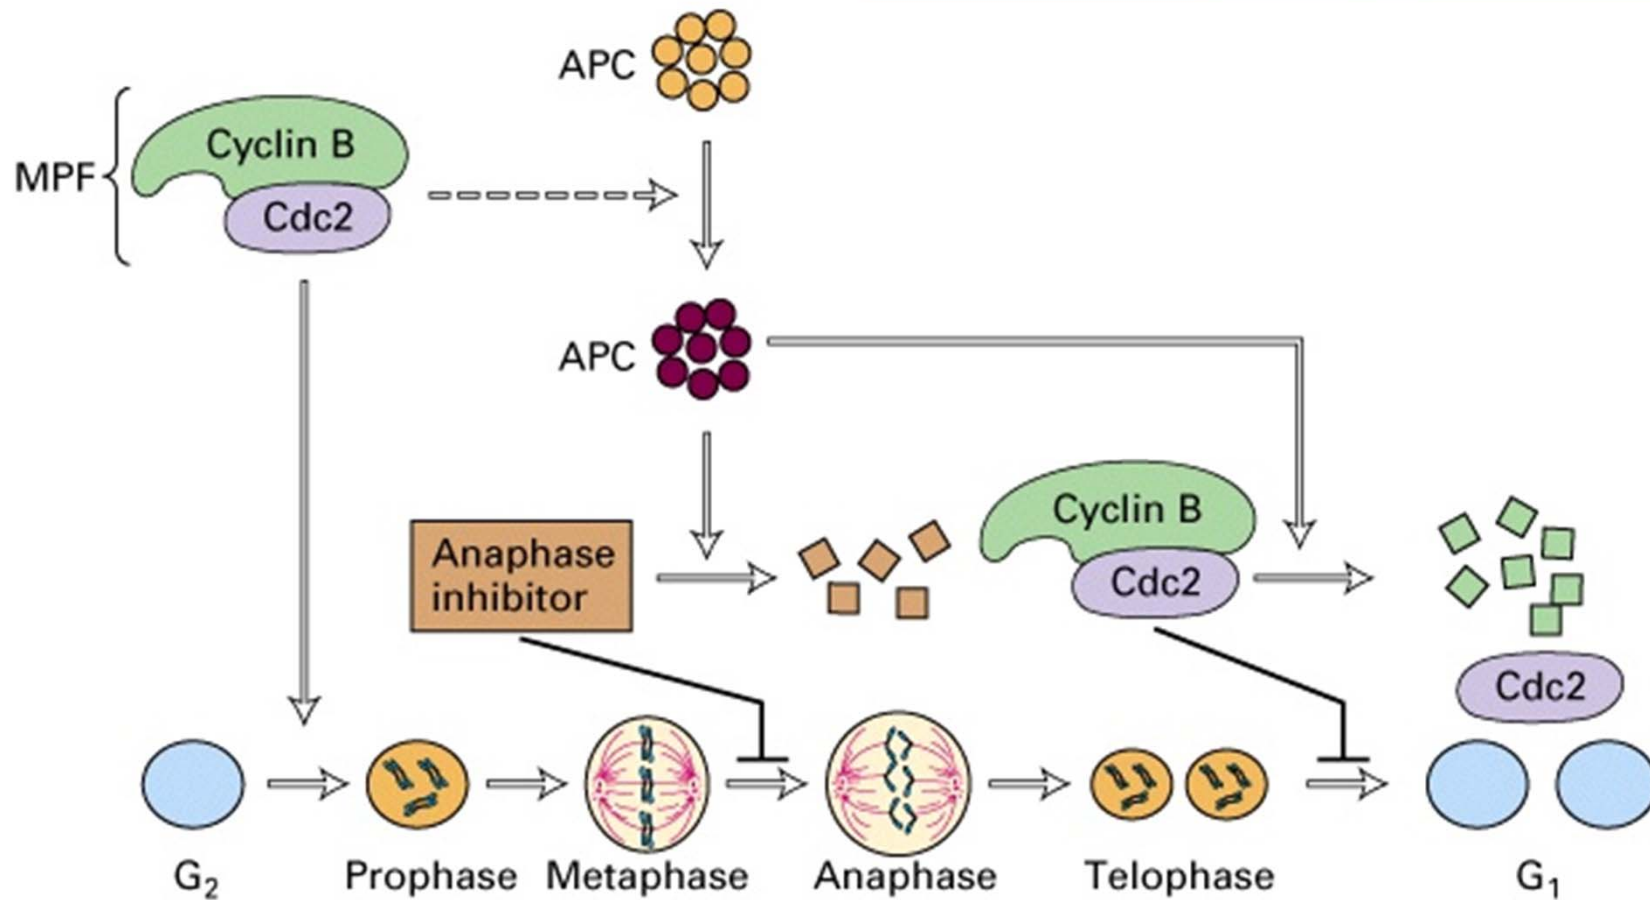 APC
MPF
Cyclin B
Cdc2
APC
Anaphase
inhibitor
Cyclin B
Cdc2
Cdc2
G₂
Prophase
Metaphase
Anaphase
Telophase
G₁